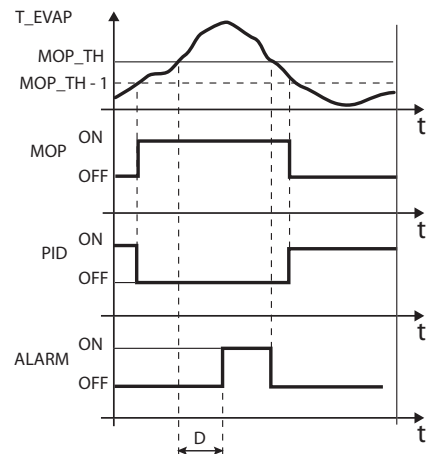 T_EVAP
MOP_TH
MOP_TH - 1
t
MOP
ON
OFF
t
PID
ON
OFF
t
ALARM
ON
OFF
t
D